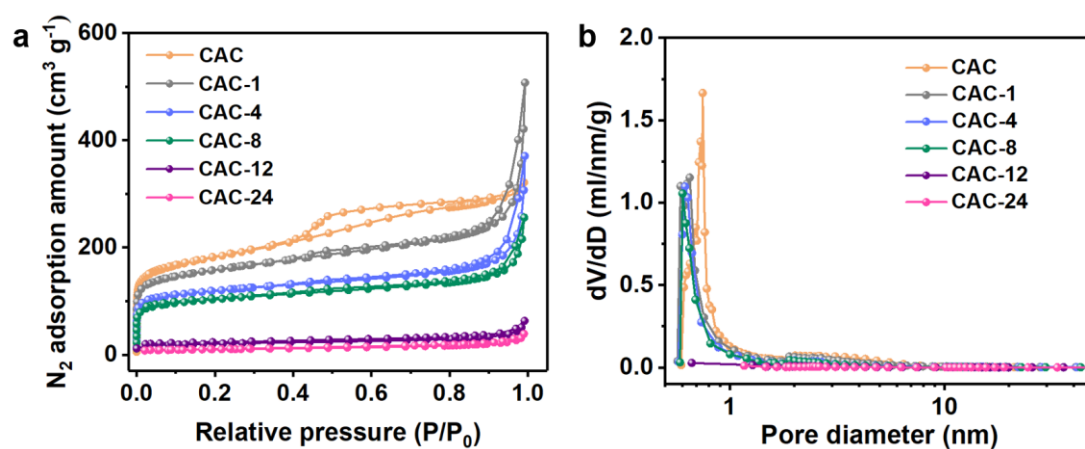 a
N₂ adsorption amount (cm³ g⁻¹)
600
400
200
0
CAC
CAC-1
CAC-4
CAC-8
CAC-12
CAC-24
0.0 0.2 0.4 0.6 0.8 1.0
Relative pressure (P/P₀)
b
dV/dD (ml/nm/g)
2.0
1.5
1.0
0.5
0.0
CAC
CAC-1
CAC-4
CAC-8
CAC-12
CAC-24
1 10
Pore diameter (nm)